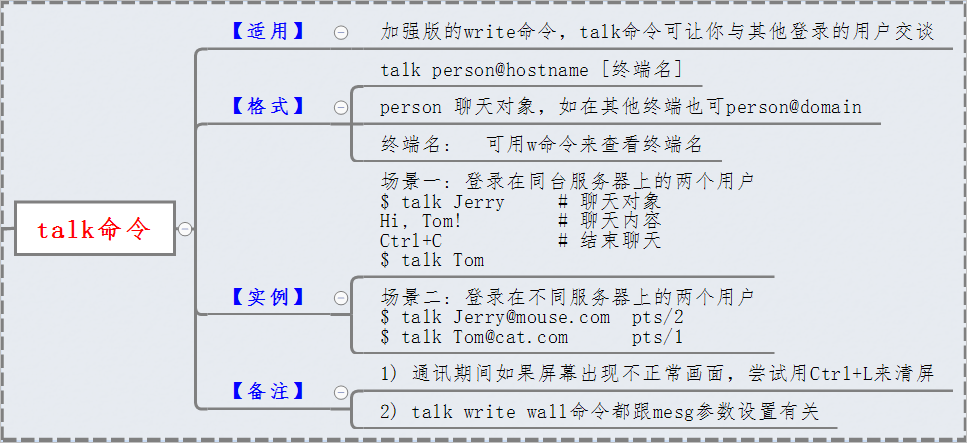 talk命令
【适用】
加强版的write命令，talk命令可让你与其他登录的用户交谈
【格式】
talk person@hostname [终端名]
person 聊天对象，如在其他终端也可person@domain
终端名： 可用w命令来查看终端名
【实例】
场景一：登录在同台服务器上的两个用户
$ talk Jerry # 聊天对象
Hi, Tom! # 聊天内容
Ctrl+C # 结束聊天
$ talk Tom
场景二：登录在不同服务器上的两个用户
$ talk Jerry@mouse.com pts/2
$ talk Tom@cat.com pts/1
【备注】
1) 通讯期间如果屏幕出现不正常画面，尝试用Ctrl+L来清屏
2) talk write wall命令都跟mesg参数设置有关